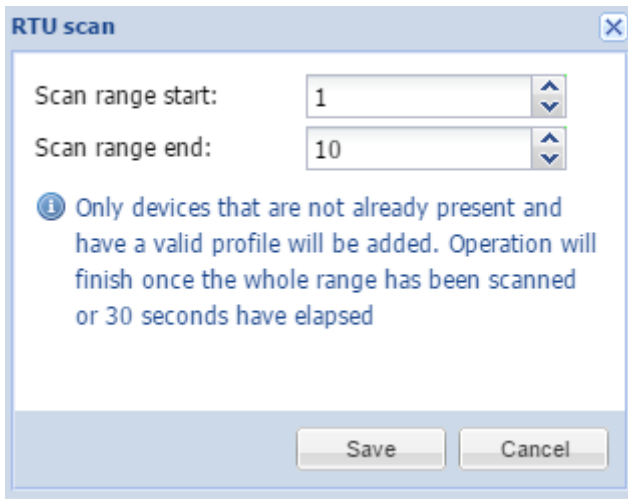 RTU scan
Scan range start: 1
Scan range end: 10
Only devices that are not already present and
have a valid profile will be added. Operation will
finish once the whole range has been scanned
or 30 seconds have elapsed
Save Cancel